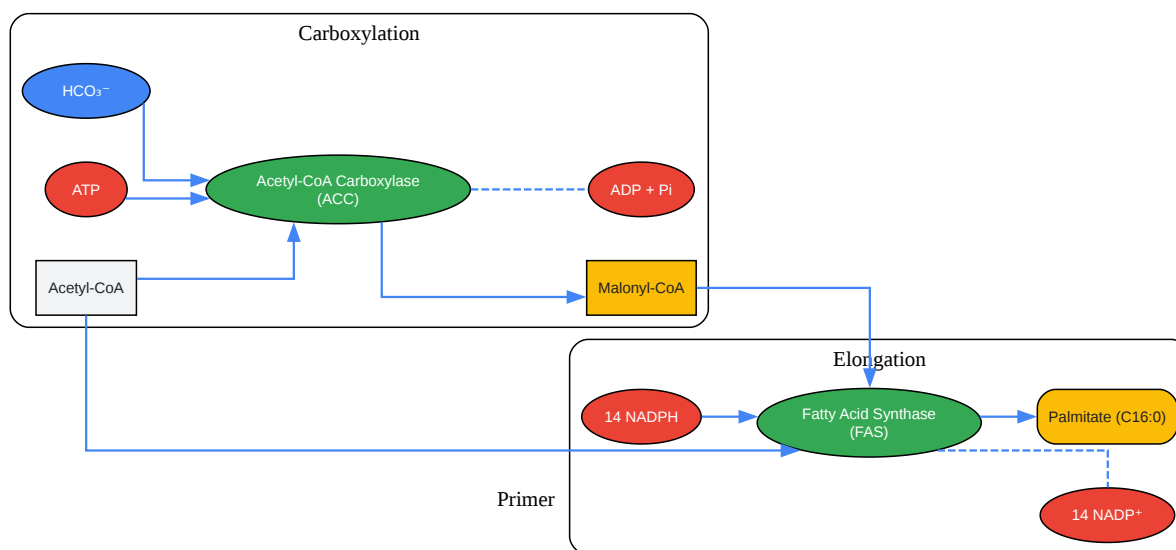 Carboxylation
HCO₃⁻
ATP
Acetyl-CoA Carboxylase
(ACC)
ADP + Pi
Acetyl-CoA
Malonyl-CoA
Elongation
14 NADPH
Fatty Acid Synthase
(FAS)
Palmitate (C16:0)
Primer
14 NADP⁺